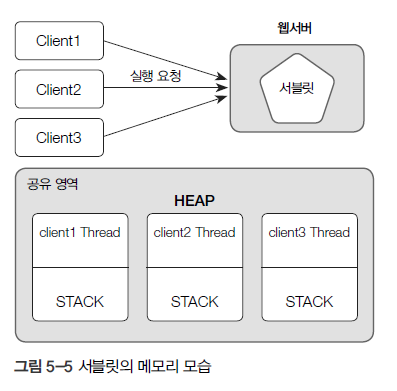 Client1
Client2
Client3
실행 요청
웹서버
서블릿
공유 영역
HEAP
client1 Thread
STACK
client2 Thread
STACK
client3 Thread
STACK
그림 5-5 서블릿의 메모리 모습